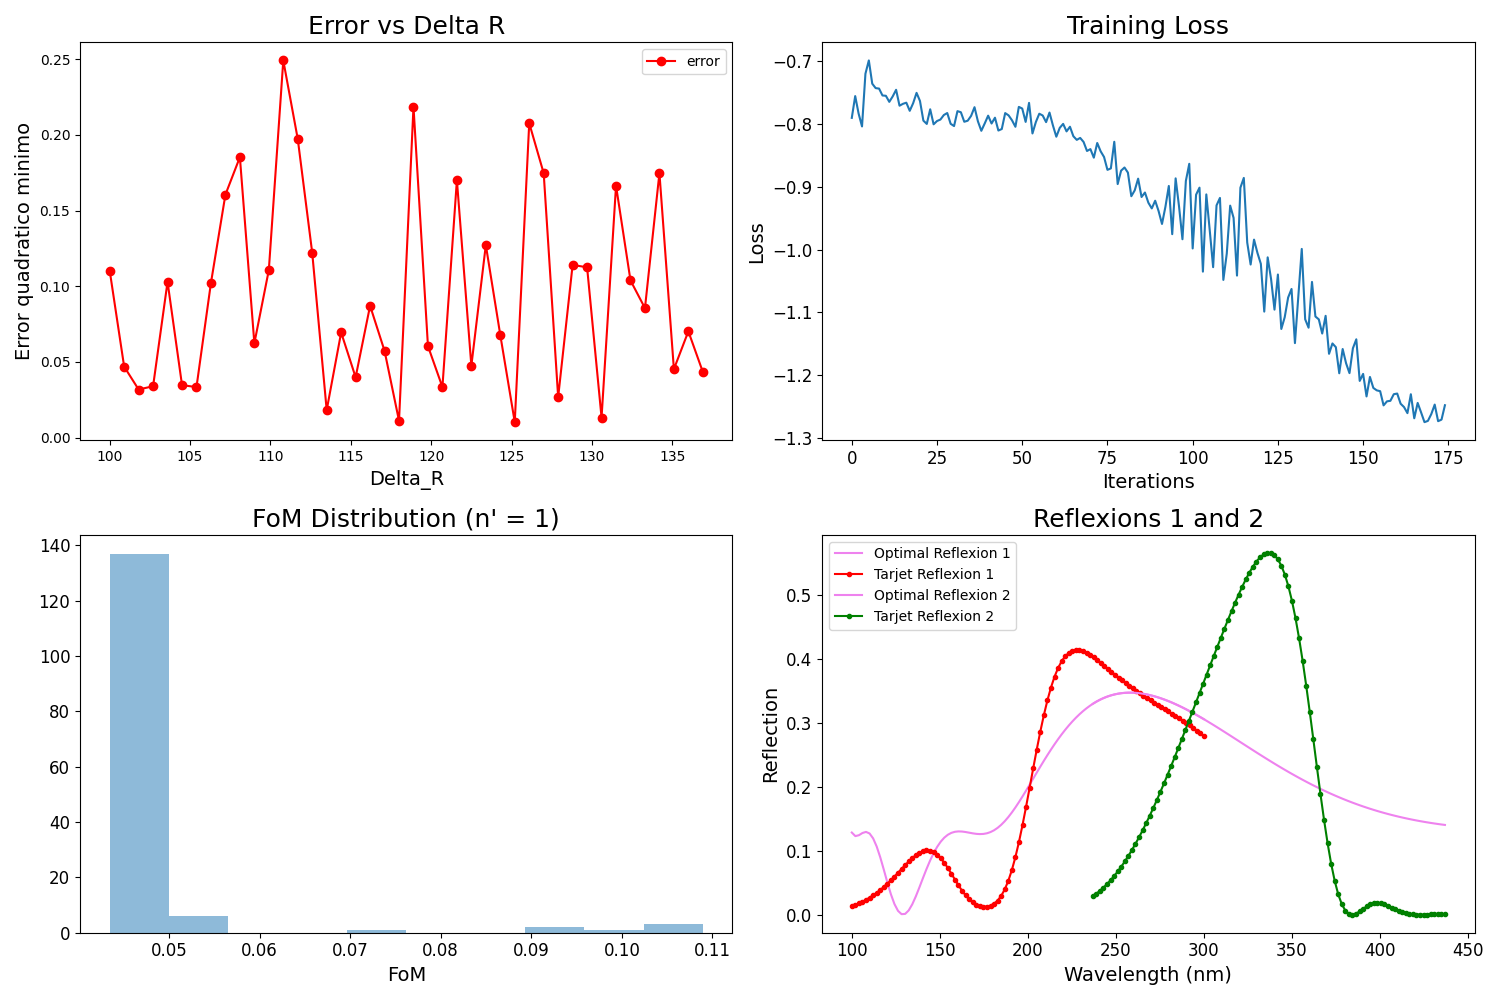 Error vs Delta R
error
Error quadratico minimo
0.25
0.20
0.15
0.10
0.05
0.00
100 105 110 115 120 125 130 135
Delta_R
Training Loss
Loss
−0.7
−0.8
−0.9
−1.0
−1.1
−1.2
−1.3
0 25 50 75 100 125 150 175
Iterations
FoM Distribution (n' = 1)
140
120
100
80
60
40
20
0
0.05 0.06 0.07 0.08 0.09 0.10 0.11
FoM
Reflexions 1 and 2
Optimal Reflexion 1
Tarjet Reflexion 1
Optimal Reflexion 2
Tarjet Reflexion 2
Reflection
0.5
0.4
0.3
0.2
0.1
0.0
100 150 200 250 300 350 400 450
Wavelength (nm)